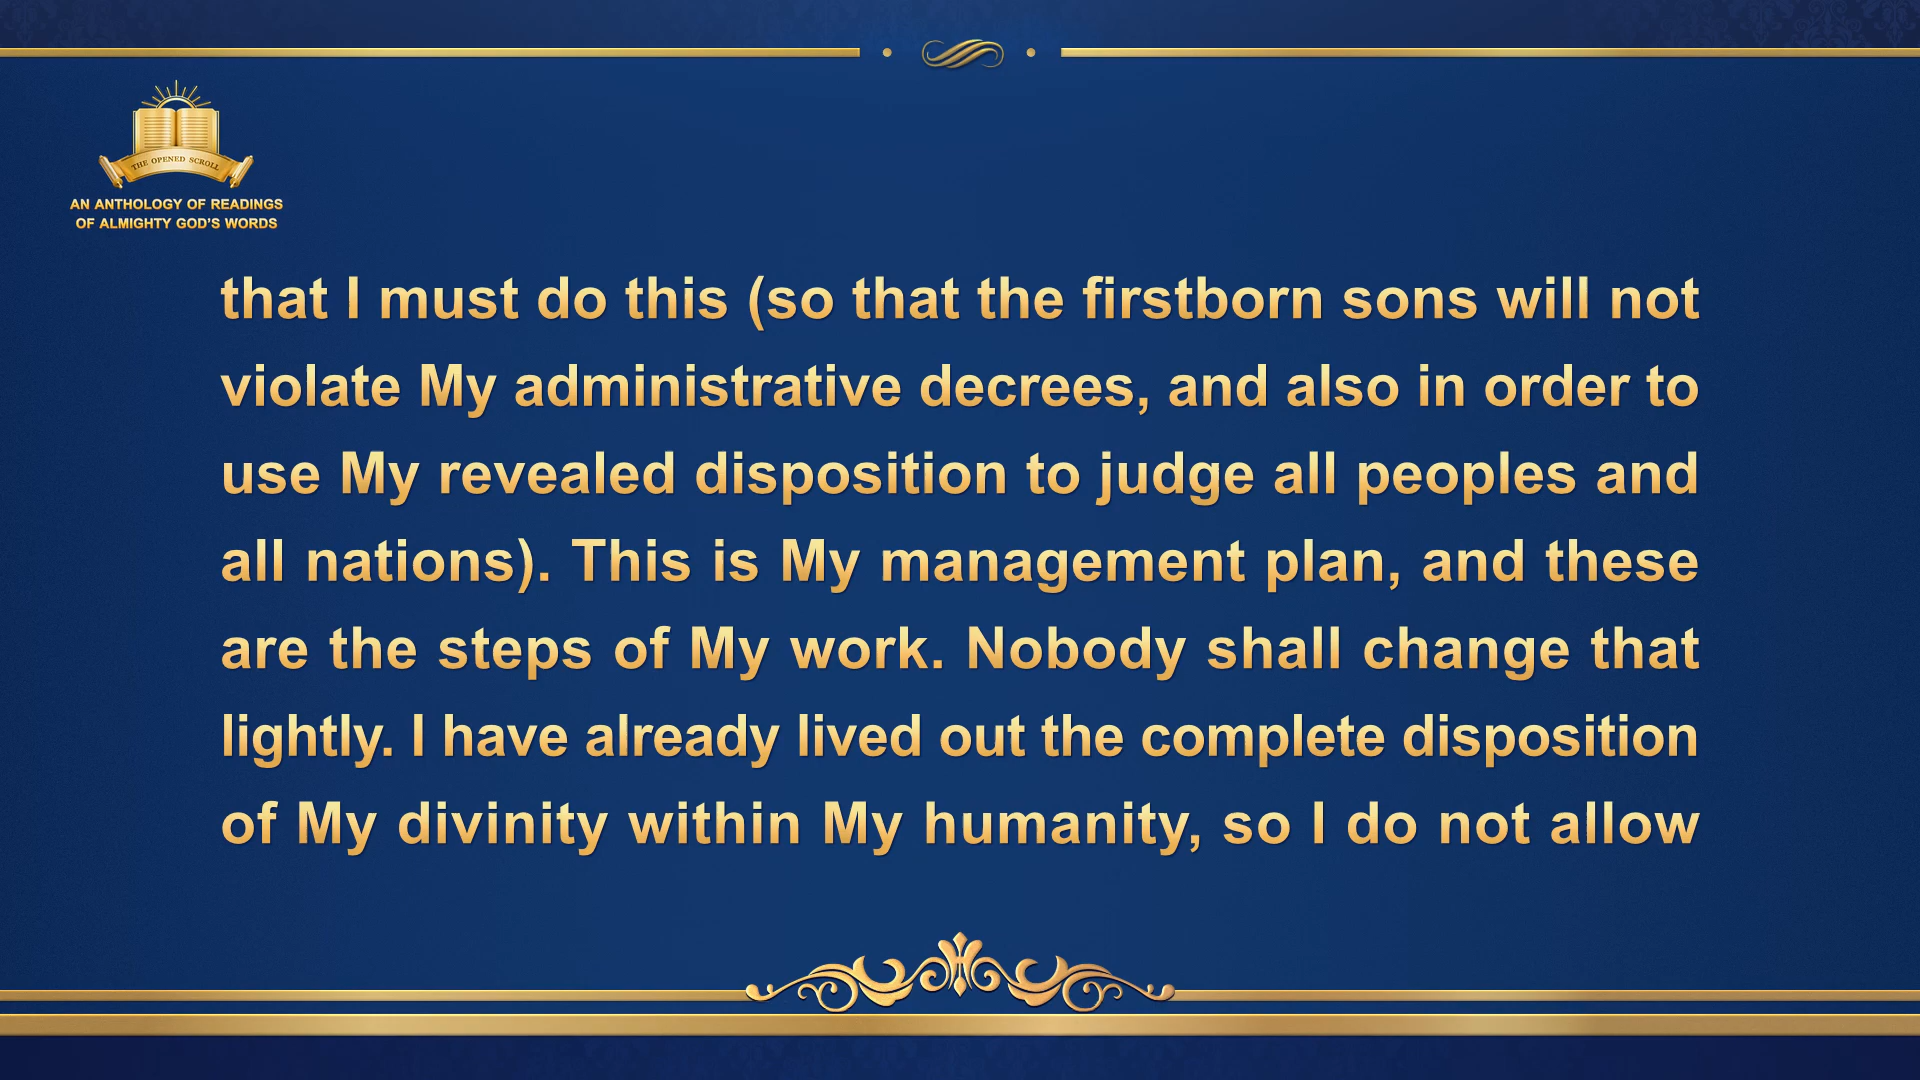 THE OPENED SCROLL
AN ANTHOLOGY OF READINGS
OF ALMIGHTY GOD'S WORDS
that I must do this (so that the firstborn sons will not
violate My administrative decrees, and also in order to
use My revealed disposition to judge all peoples and
all nations). This is My management plan, and these
are the steps of My work. Nobody shall change that
lightly. I have already lived out the complete disposition
of My divinity within My humanity, so I do not allow